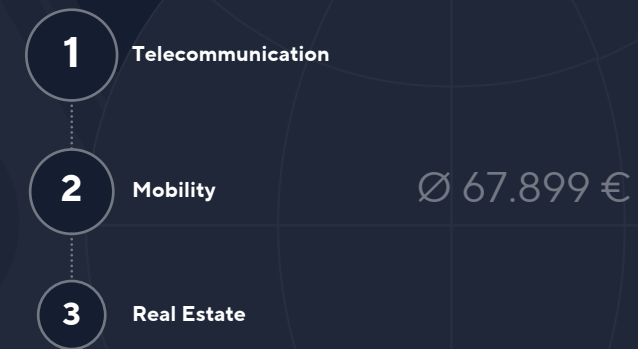 1 Telecommunication
2 Mobility Ø 67.899 €
3 Real Estate